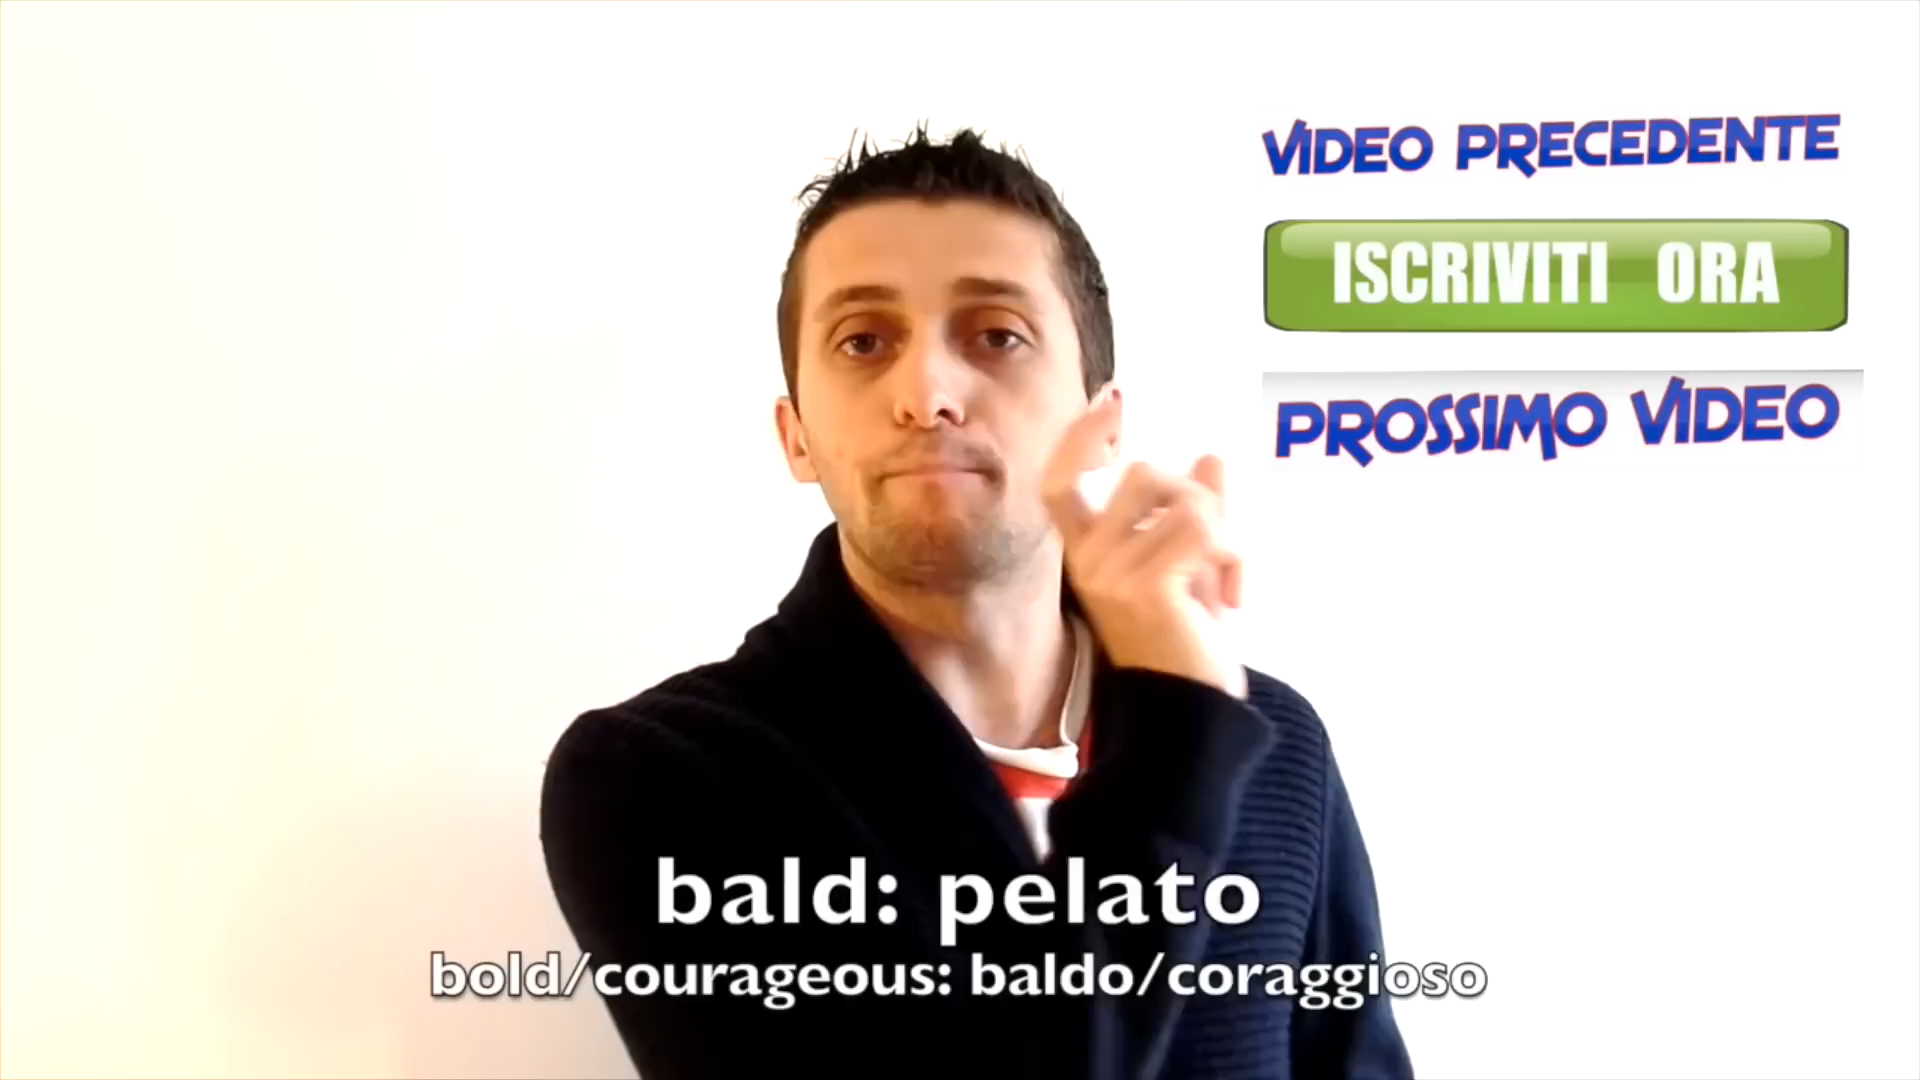 VIDEO PRECEDENTE
ISCRIVITI ORA
PROSSIMO VIDEO
bald: pelato
bold/courageous: baldo/coraggioso